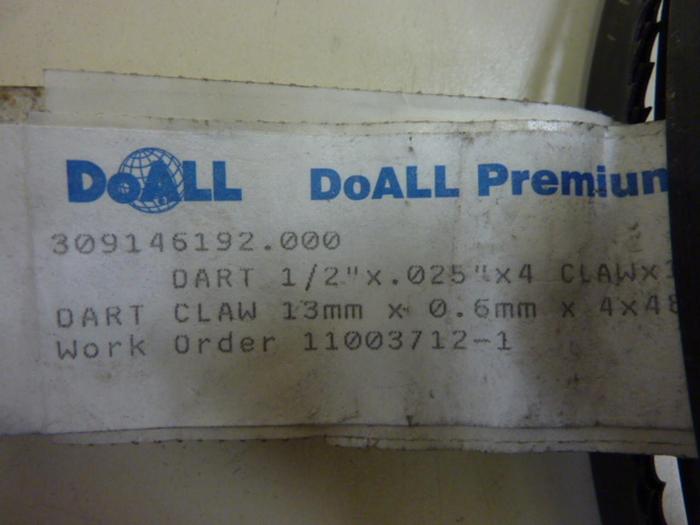 DoALL DoALL Premium
309146192.000
DART 1/2"x.025"x4 CLAWx1
DART CLAW 13mm x 0.6mm x 4x48
Work Order 11003712-1